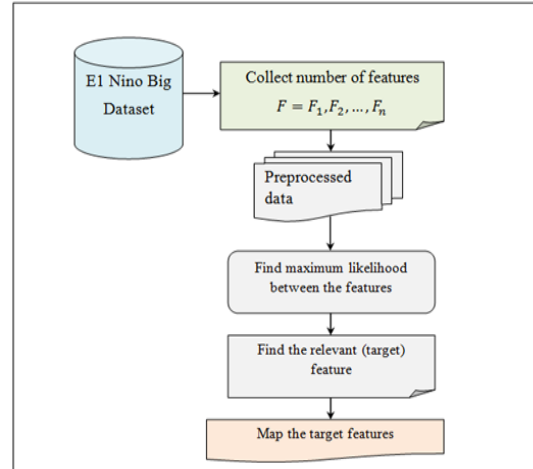 E1 Nino Big
Dataset
Collect number of features
F = F₁, F₂, ..., Fₙ
Preprocessed
data
Find maximum likelihood
between the features
Find the relevant (target)
feature
Map the target features